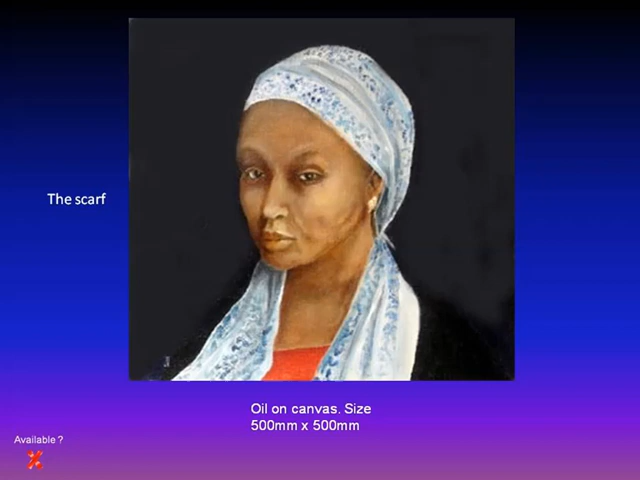 The scarf
Oil on canvas. Size
500mm x 500mm
Available ?